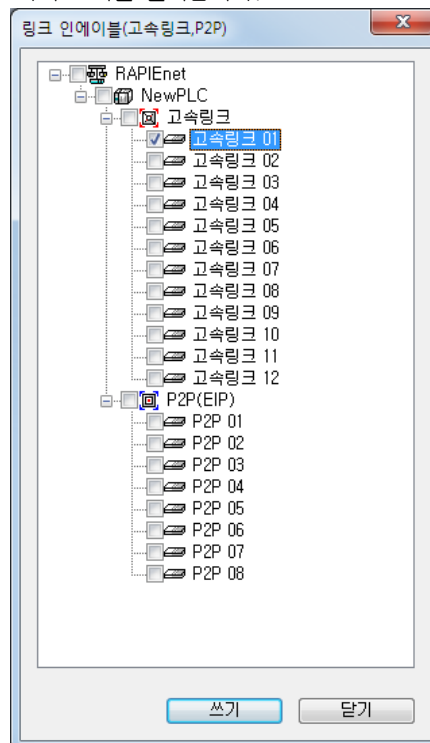 링크 인에이블(고속링크,P2P)
RAPIEnet
NewPLC
고속링크
고속링크 01
고속링크 02
고속링크 03
고속링크 04
고속링크 05
고속링크 06
고속링크 07
고속링크 08
고속링크 09
고속링크 10
고속링크 11
고속링크 12
P2P(EIP)
P2P 01
P2P 02
P2P 03
P2P 04
P2P 05
P2P 06
P2P 07
P2P 08
쓰기
닫기